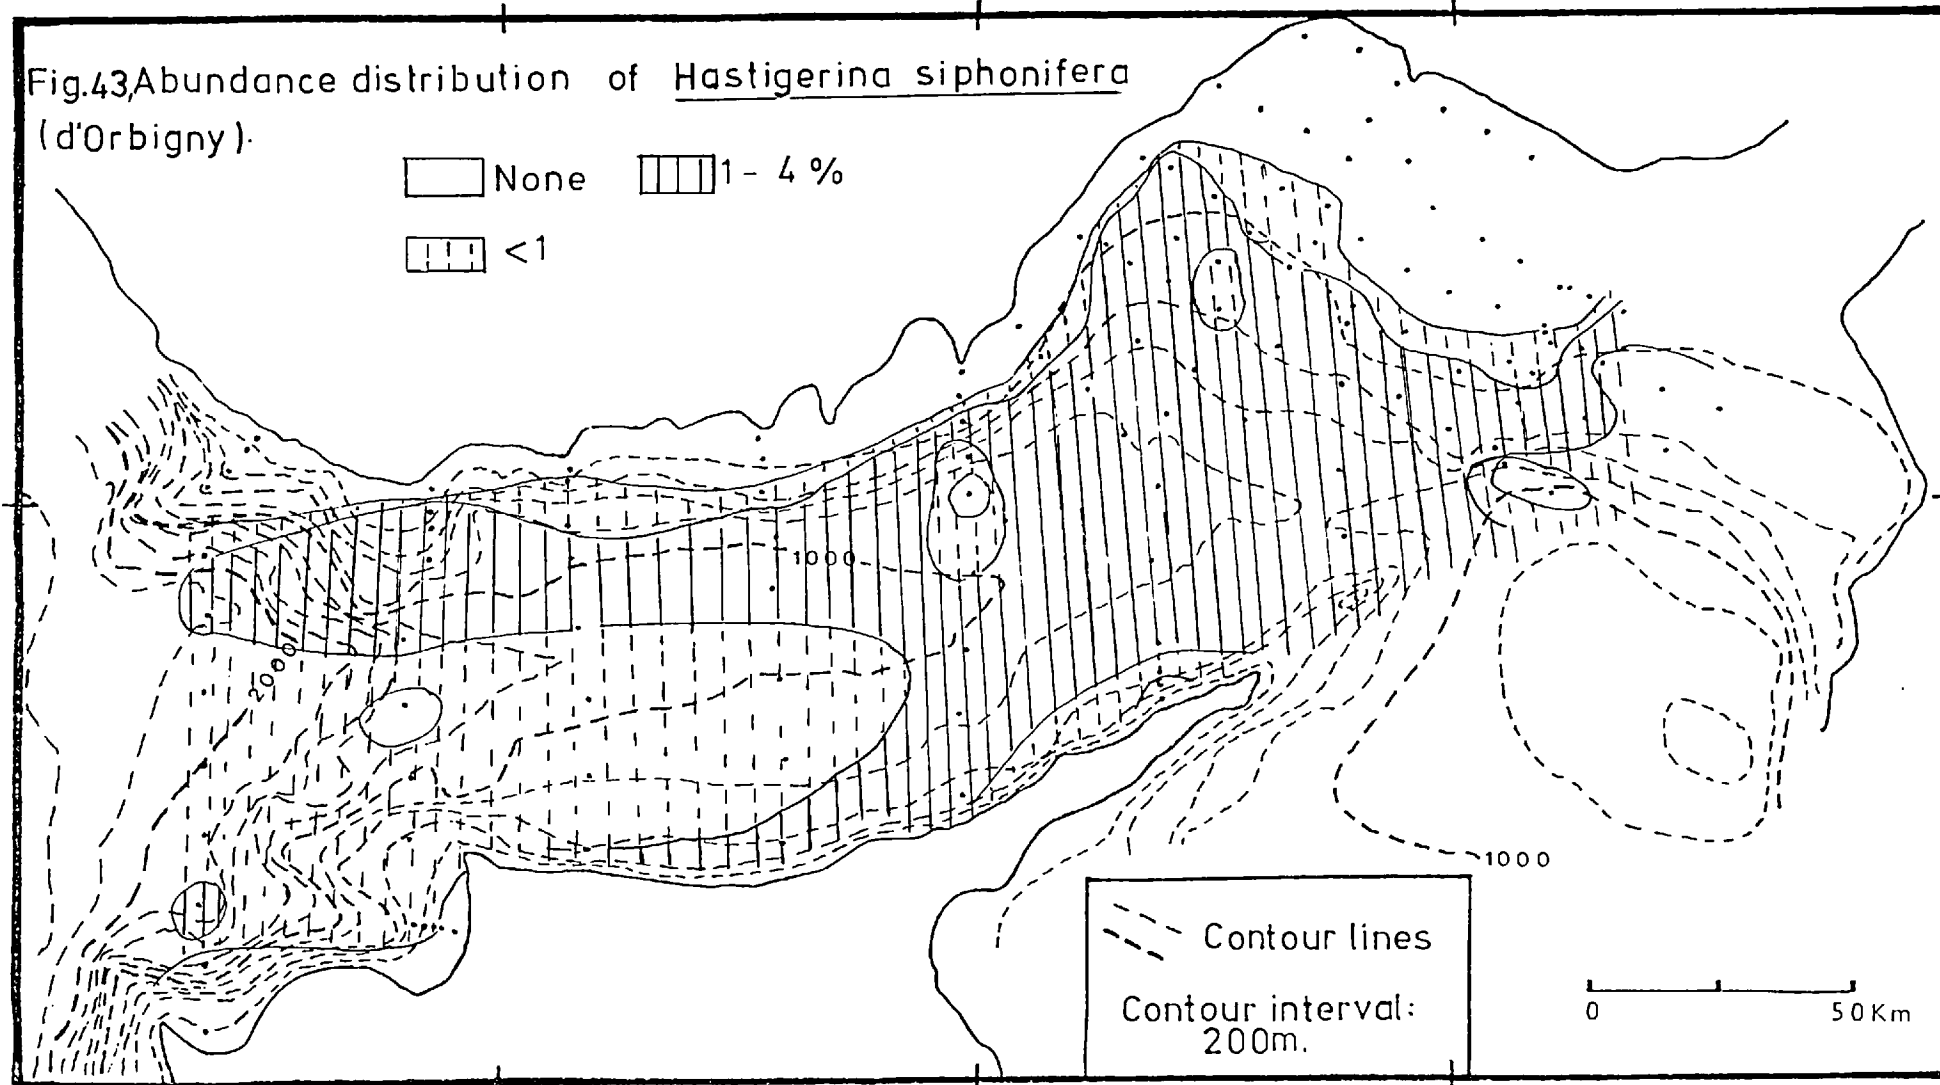 Fig.43,Abundance distribution of Hastigerina siphonifera
(d'Orbigny).
None
1 - 4 %
<1
1000
2000
1000
Contour lines
Contour interval:
200m.
0 50Km